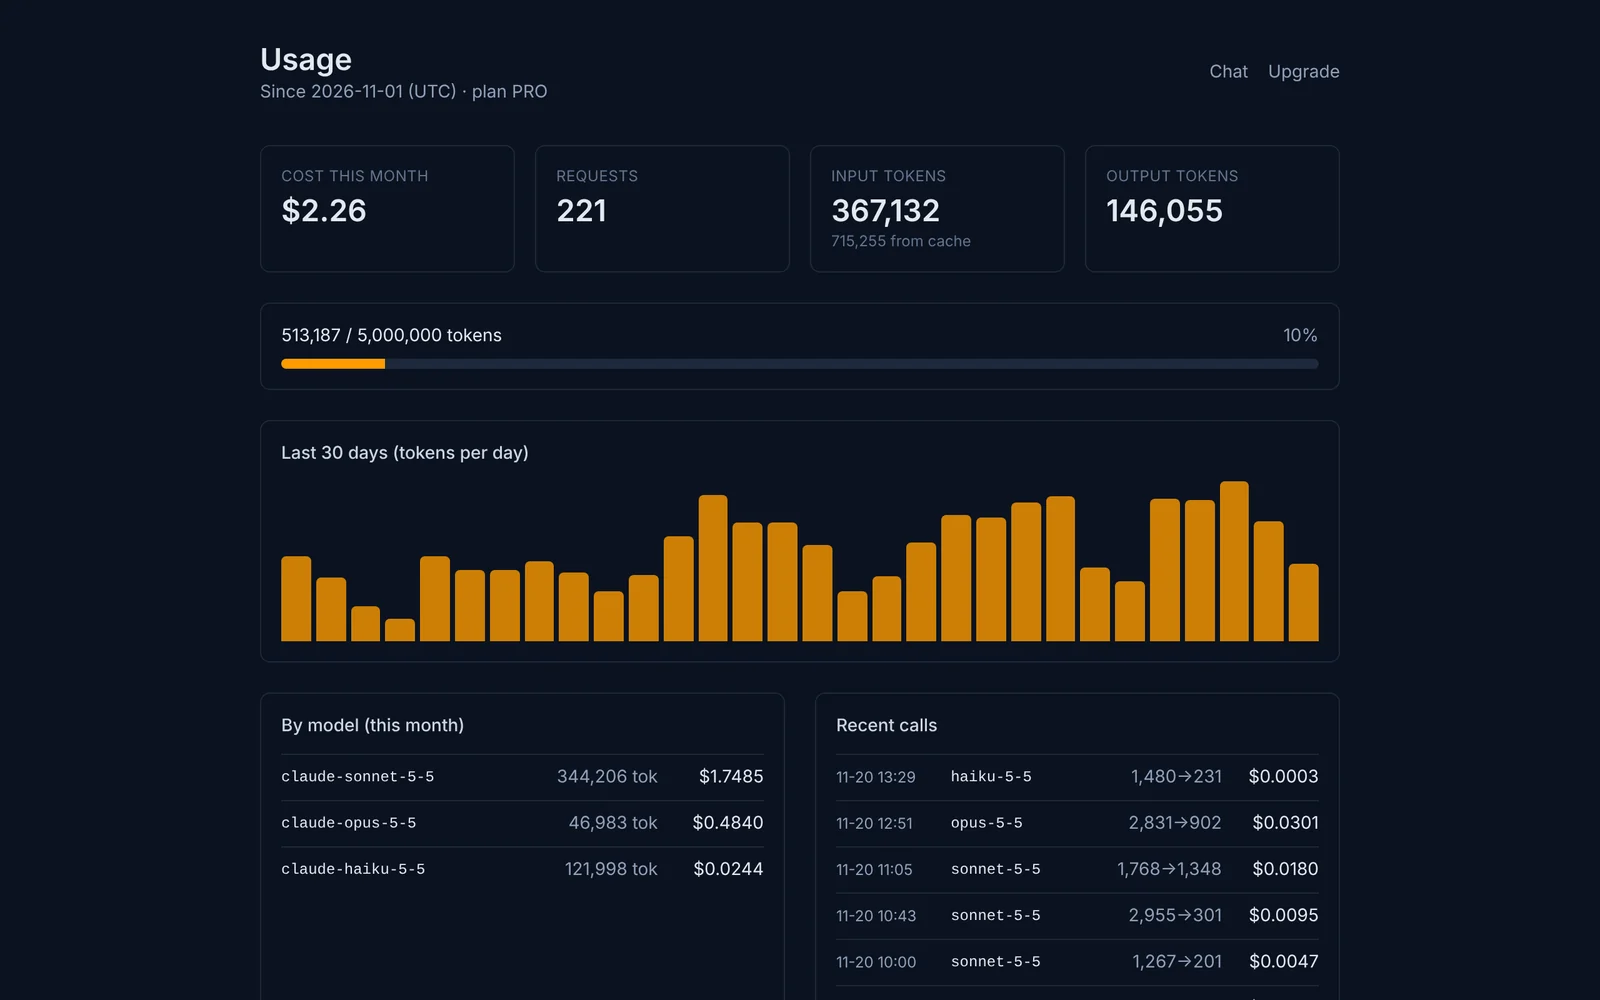 Usage
Since 2026-11-01 (UTC) · plan PRO
Chat Upgrade
COST THIS MONTH
$2.26
REQUESTS
221
INPUT TOKENS
367,132
715,255 from cache
OUTPUT TOKENS
146,055
513,187 / 5,000,000 tokens 10%
Last 30 days (tokens per day)
By model (this month)
claude-sonnet-5-5 344,206 tok $1.7485
claude-opus-5-5 46,983 tok $0.4840
claude-haiku-5-5 121,998 tok $0.0244
Recent calls
11-20 13:29 haiku-5-5 1,480→231 $0.0003
11-20 12:51 opus-5-5 2,831→902 $0.0301
11-20 11:05 sonnet-5-5 1,768→1,348 $0.0180
11-20 10:43 sonnet-5-5 2,955→301 $0.0095
11-20 10:00 sonnet-5-5 1,267→201 $0.0047